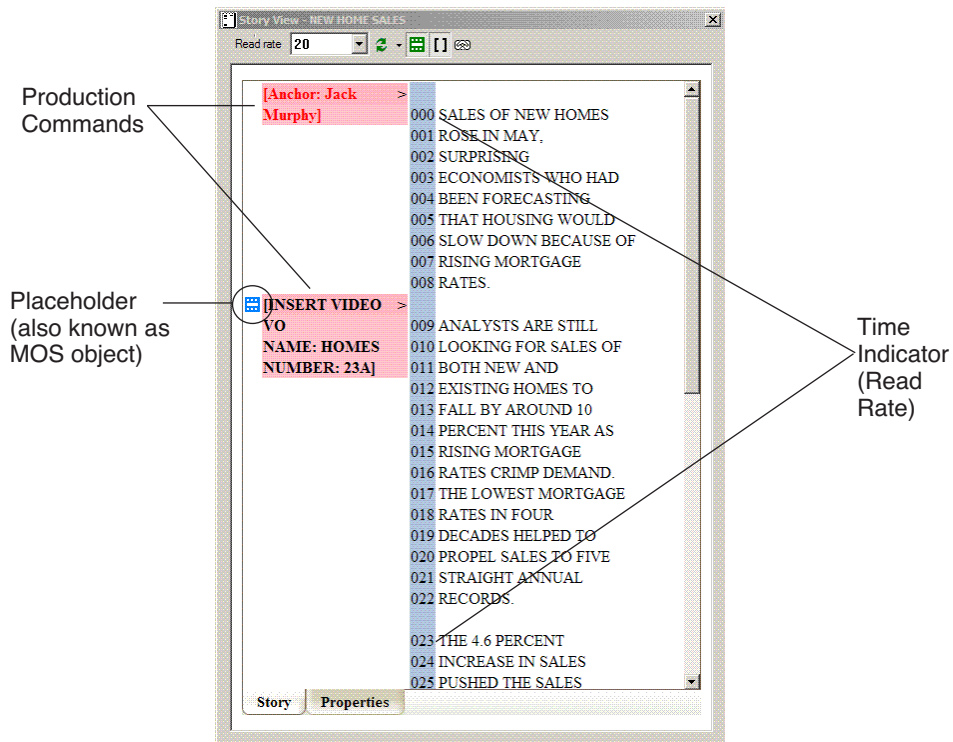 Story View - NEW HOME SALES
Read rate 20
[ ]
Production
Commands
[Anchor: Jack >
Murphy]
000 SALES OF NEW HOMES
001 ROSE IN MAY,
002 SURPRISING
003 ECONOMISTS WHO HAD
004 BEEN FORECASTING
005 THAT HOUSING WOULD
006 SLOW DOWN BECAUSE OF
007 RISING MORTGAGE
008 RATES.
Placeholder
(also known as
MOS object)
[INSERT VIDEO >
VO
NAME: HOMES
NUMBER: 23A]
009 ANALYSTS ARE STILL
010 LOOKING FOR SALES OF
011 BOTH NEW AND
012 EXISTING HOMES TO
013 FALL BY AROUND 10
014 PERCENT THIS YEAR AS
015 RISING MORTGAGE
016 RATES CRIMP DEMAND.
017 THE LOWEST MORTGAGE
018 RATES IN FOUR
019 DECADES HELPED TO
020 PROPEL SALES TO FIVE
021 STRAIGHT ANNUAL
022 RECORDS.
023 THE 4.6 PERCENT
024 INCREASE IN SALES
025 PUSHED THE SALES
Time
Indicator
(Read
Rate)
Story Properties